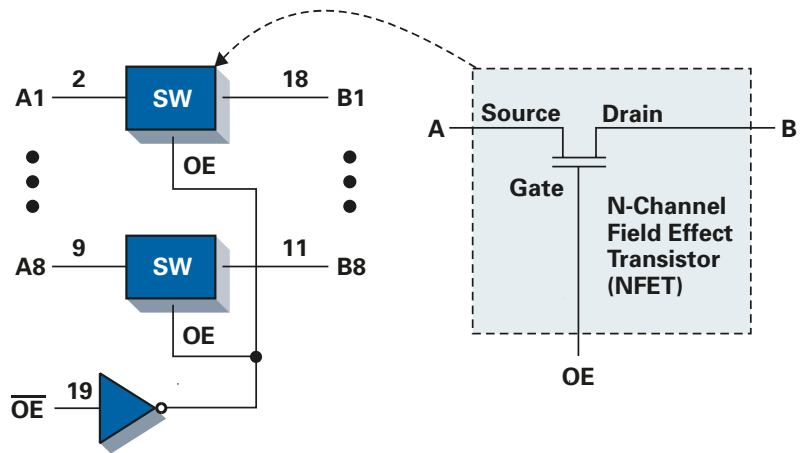 2 18
A1 SW B1
OE
9 11
A8 SW B8
OE
19
OE
Source Drain
A B
Gate
N-Channel
Field Effect
Transistor
(NFET)
OE